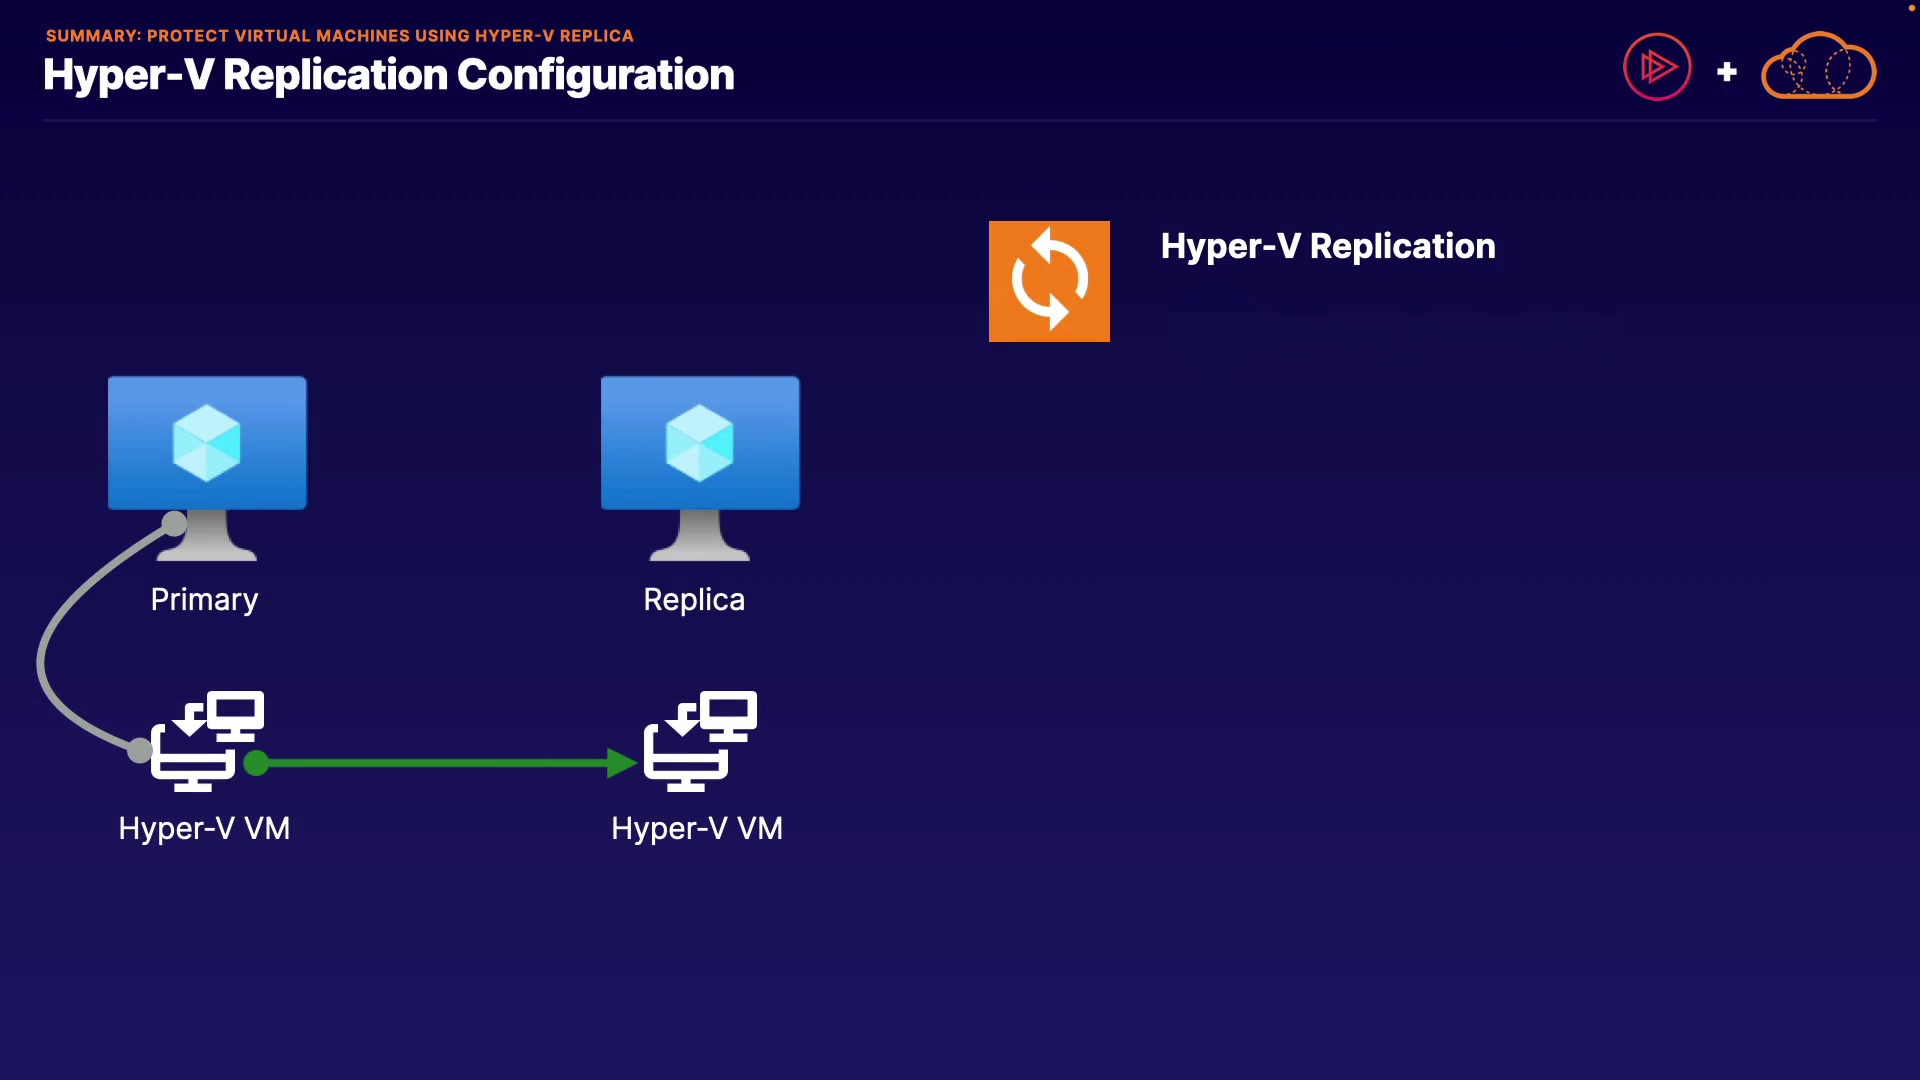 SUMMARY: PROTECT VIRTUAL MACHINES USING HYPER-V REPLICA
Hyper-V Replication Configuration
Hyper-V Replication
Primary
Replica
Hyper-V VM
Hyper-V VM